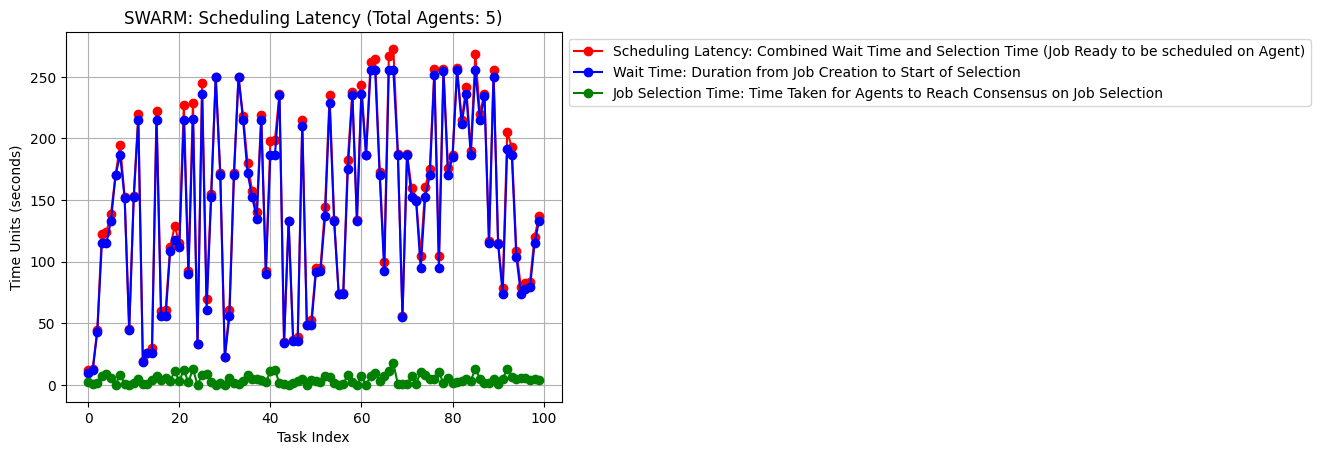 SWARM: Scheduling Latency (Total Agents: 5)
Scheduling Latency: Combined Wait Time and Selection Time (Job Ready to be scheduled on Agent)
Wait Time: Duration from Job Creation to Start of Selection
Job Selection Time: Time Taken for Agents to Reach Consensus on Job Selection
Time Units (seconds)
250
200
150
100
50
0
0 20 40 60 80 100
Task Index